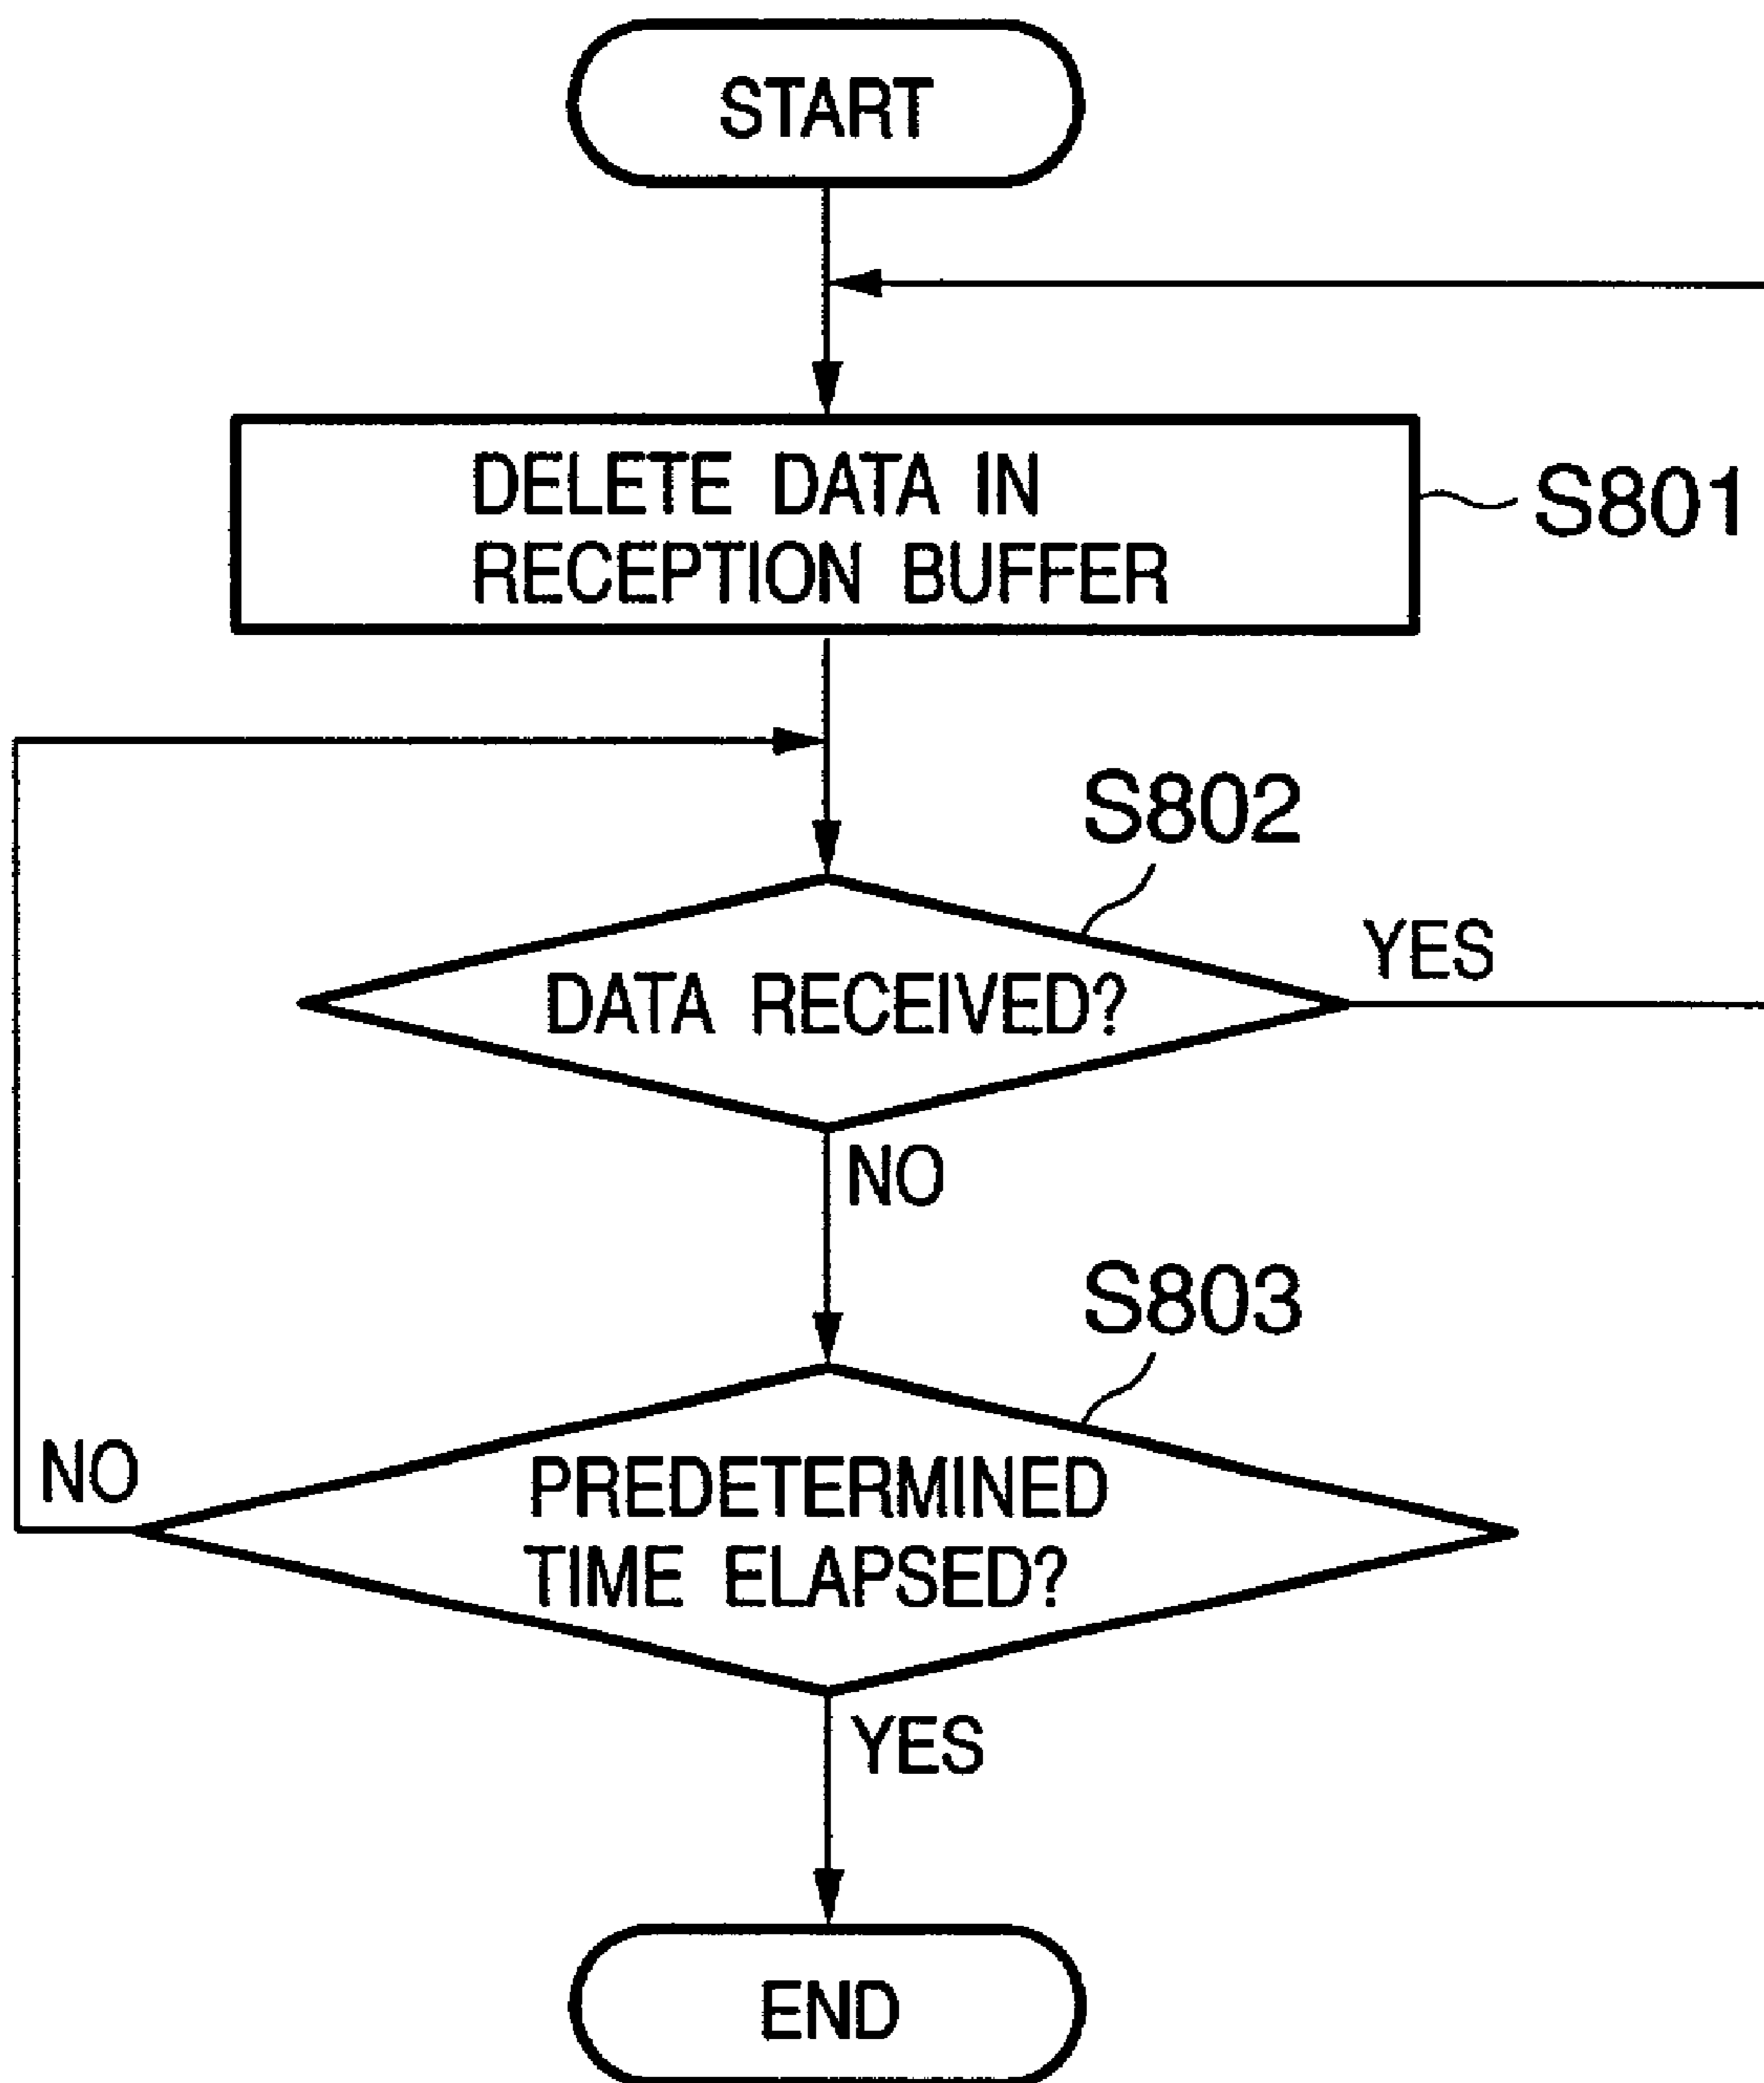 START
DELETE DATA IN
RECEPTION BUFFER
S801
S802
DATA RECEIVED?
YES
NO
S803
PREDETERMINED
TIME ELAPSED?
NO
YES
END